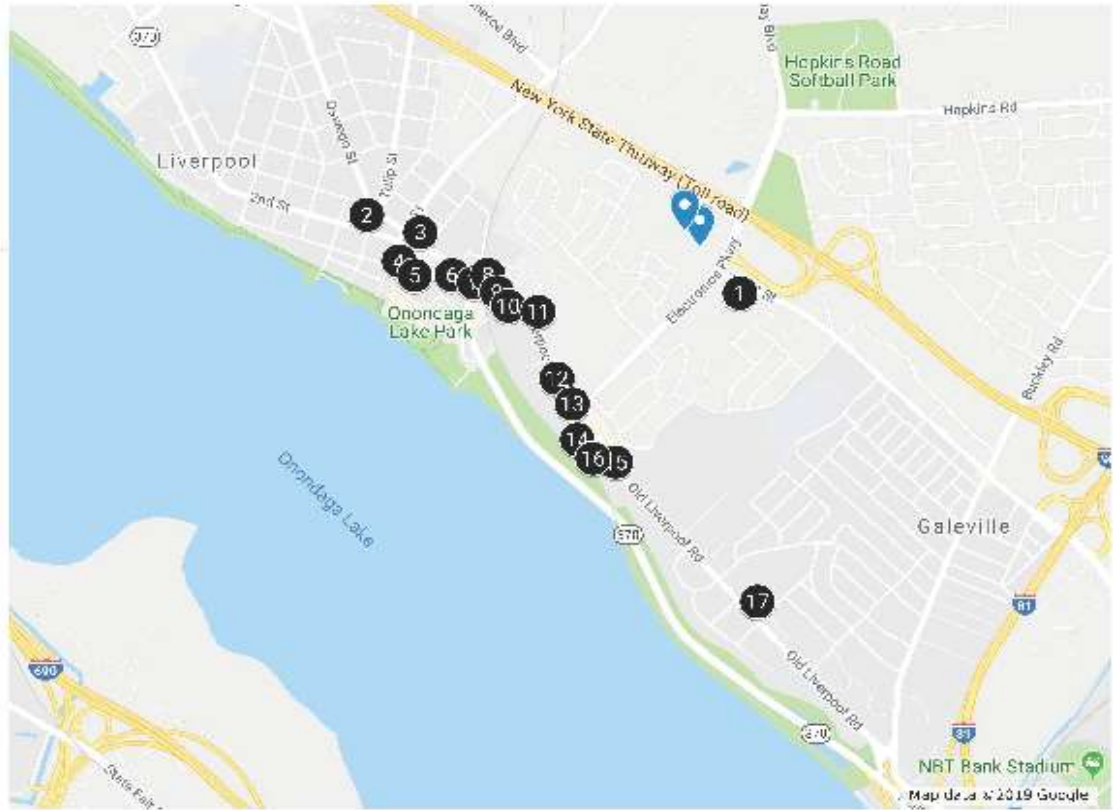 370
Hopkins Road
Softball Park
Hopkins Rd
New York State Thruway (Toll road)
Liverpool
Tulip St
2nd St
2
3
4
5
6
8
9
10
11
1
Electronics Pkwy
Onondaga
Lake Park
12
13
14
16
15
Buckley Rd
Onondaga Lake
Old Liverpool Rd
370
Galeville
17
81
690
Old Liverpool Rd
370
81
State Fair
NBT Bank Stadium
Map data ©2019 Google